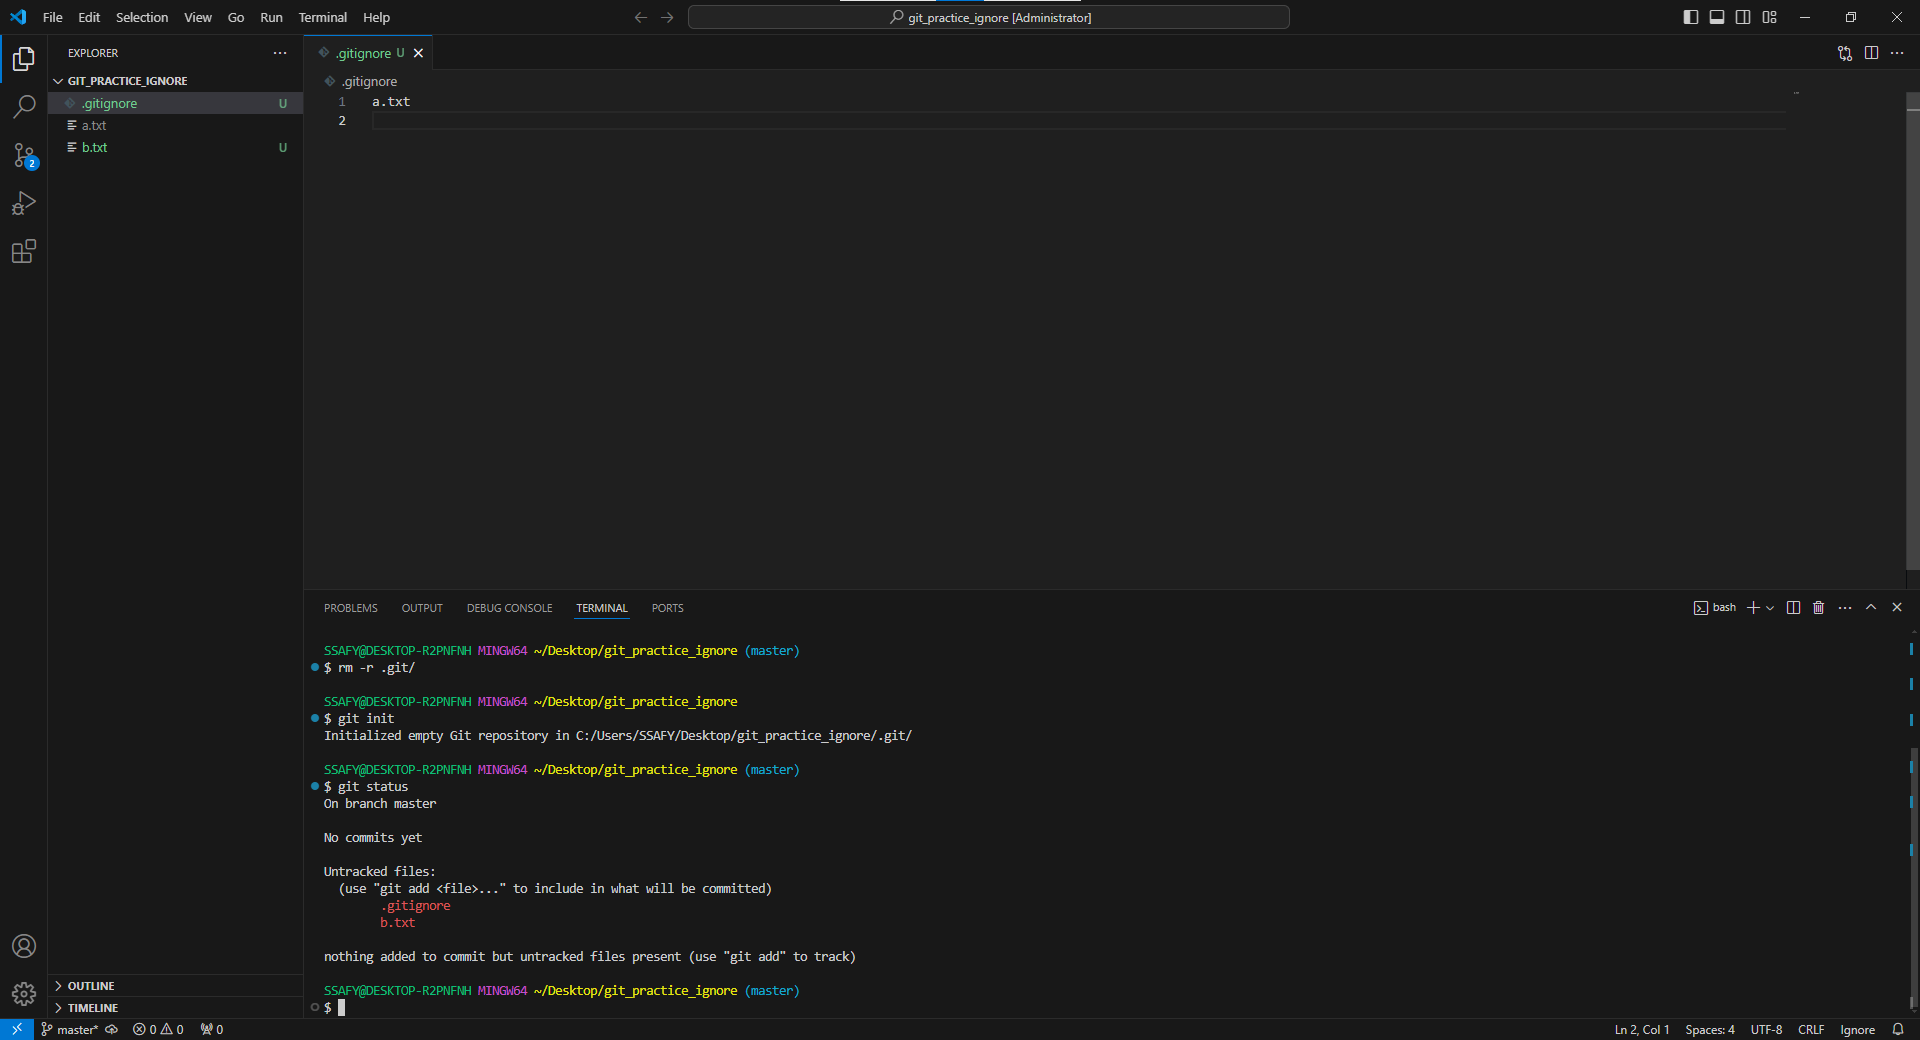 File Edit Selection View Go Run Terminal Help
git_practice_ignore [Administrator]
EXPLORER
GIT_PRACTICE_IGNORE
.gitignore U
a.txt
b.txt U
2
OUTLINE
TIMELINE
.gitignore U
.gitignore
1 a.txt
2
PROBLEMS OUTPUT DEBUG CONSOLE TERMINAL PORTS
bash
SSAFY@DESKTOP-R2PNFNH MINGW64 ~/Desktop/git_practice_ignore (master)
$ rm -r .git/
SSAFY@DESKTOP-R2PNFNH MINGW64 ~/Desktop/git_practice_ignore
$ git init
Initialized empty Git repository in C:/Users/SSAFY/Desktop/git_practice_ignore/.git/
SSAFY@DESKTOP-R2PNFNH MINGW64 ~/Desktop/git_practice_ignore (master)
$ git status
On branch master
No commits yet
Untracked files:
(use "git add <file>..." to include in what will be committed)
.gitignore
b.txt
nothing added to commit but untracked files present (use "git add" to track)
SSAFY@DESKTOP-R2PNFNH MINGW64 ~/Desktop/git_practice_ignore (master)
$
master* 0 0 0
Ln 2, Col 1 Spaces: 4 UTF-8 CRLF Ignore